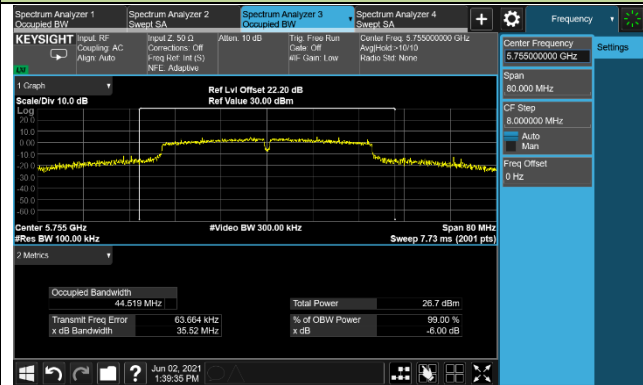 Spectrum Analyzer 1
Occupied BW
Spectrum Analyzer 2
Swept SA
Spectrum Analyzer 3
Occupied BW
Spectrum Analyzer 4
Swept SA
Frequency
KEYSIGHT
Input: RF
Coupling: AC
Align: Auto
Input Z: 50 Ω
Corrections: Off
Freq Ref: Int (S)
NFE: Adaptive
Atten: 10 dB
Trig: Free Run
Gate: Off
#IF Gain: Low
Center Freq: 5.755000000 GHz
Avg|Hold:>10/10
Radio Std: None
Center Frequency
5.755000000 GHz
Settings
Span
80.000 MHz
CF Step
8.000000 MHz
Auto
Man
Freq Offset
0 Hz
1 Graph
Scale/Div 10.0 dB
Ref Lvl Offset 22.20 dB
Ref Value 30.00 dBm
Log
20.0
10.0
0.00
-10.0
-20.0
-30.0
-40.0
-50.0
-60.0
Center 5.755 GHz
#Res BW 100.00 kHz
#Video BW 300.00 kHz
Span 80 MHz
Sweep 7.73 ms (2001 pts)
2 Metrics
Occupied Bandwidth
44.519 MHz
Total Power 26.7 dBm
Transmit Freq Error 63.664 kHz
% of OBW Power 99.00 %
x dB Bandwidth 35.52 MHz
x dB -6.00 dB
Jun 02, 2021
1:39:35 PM